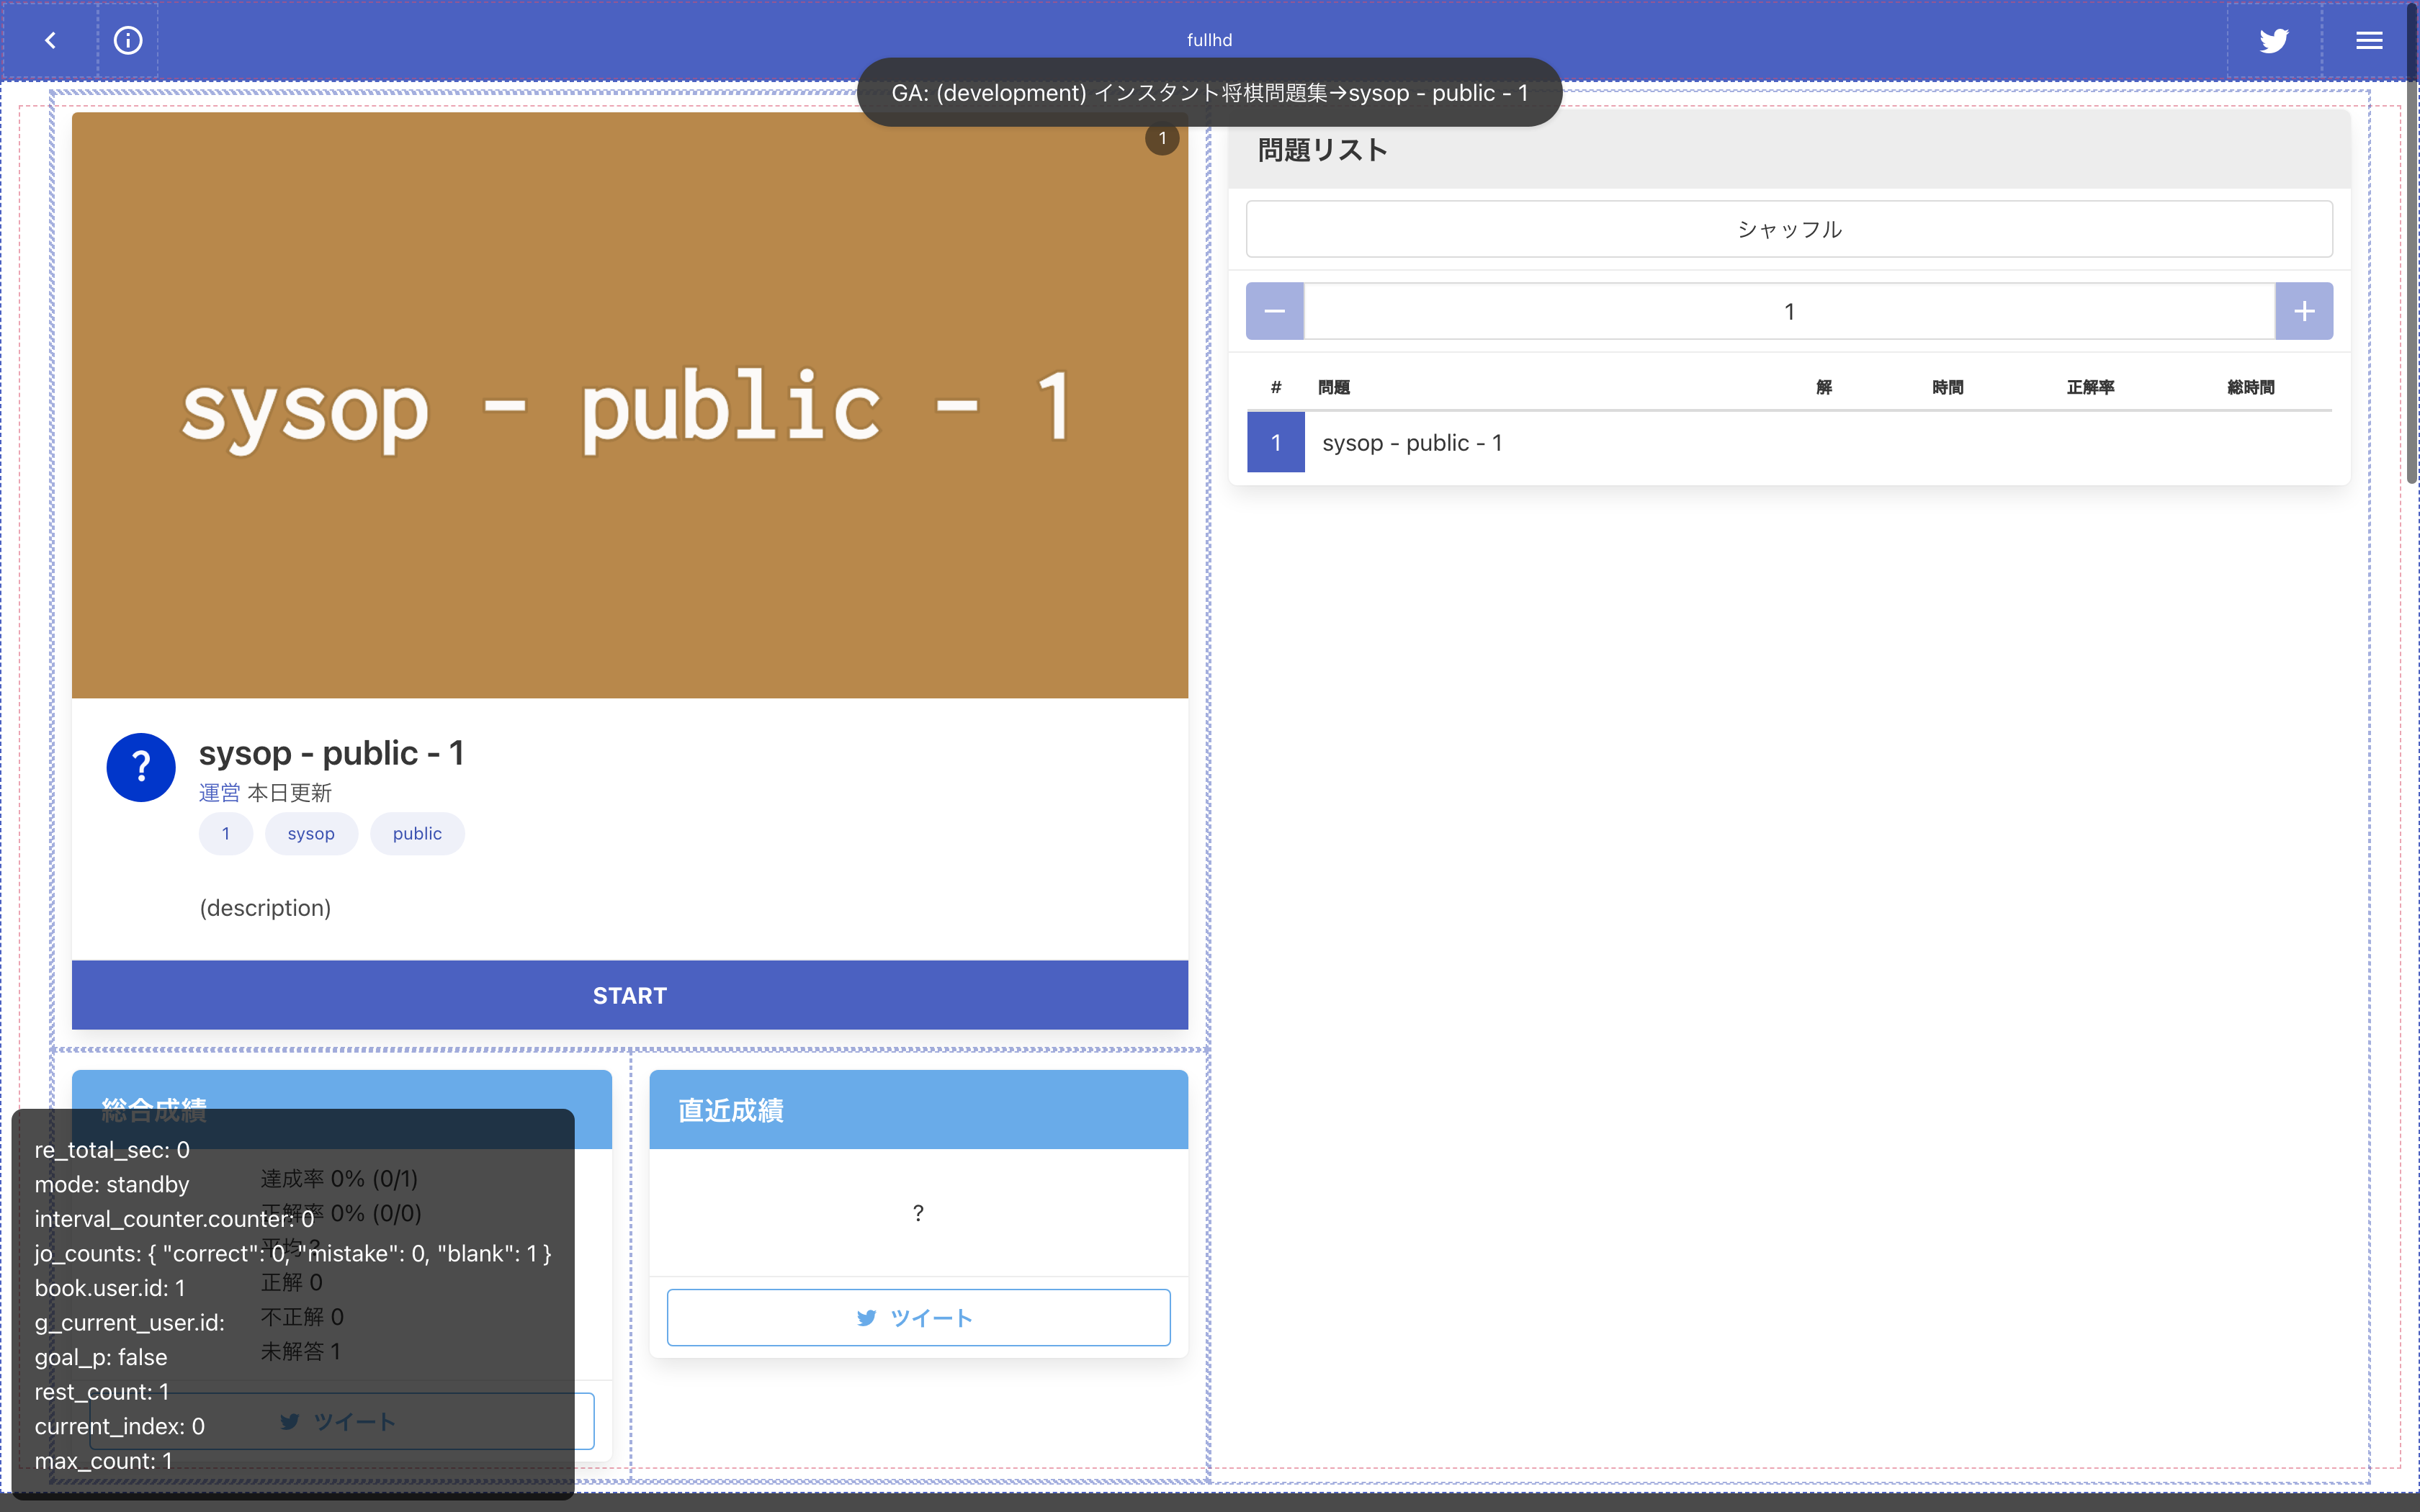 fullhd
GA: (development) インスタント将棋問題集→sysop - public - 1
1
sysop - public - 1
?
sysop - public - 1
運営 本日更新
1 sysop public
(description)
START
問題リスト
シャッフル
1
# 問題 解 時間 正解率 総時間
1 sysop - public - 1
総合成績
達成率 0% (0/1)
正解率 0% (0/0)
平均 ?
正解 0
不正解 0
未解答 1
ツイート
直近成績
?
ツイート
re_total_sec: 0
mode: standby
interval_counter.counter: 0
jo_counts: { "correct": 0, "mistake": 0, "blank": 1 }
book.user.id: 1
g_current_user.id:
goal_p: false
rest_count: 1
current_index: 0
max_count: 1